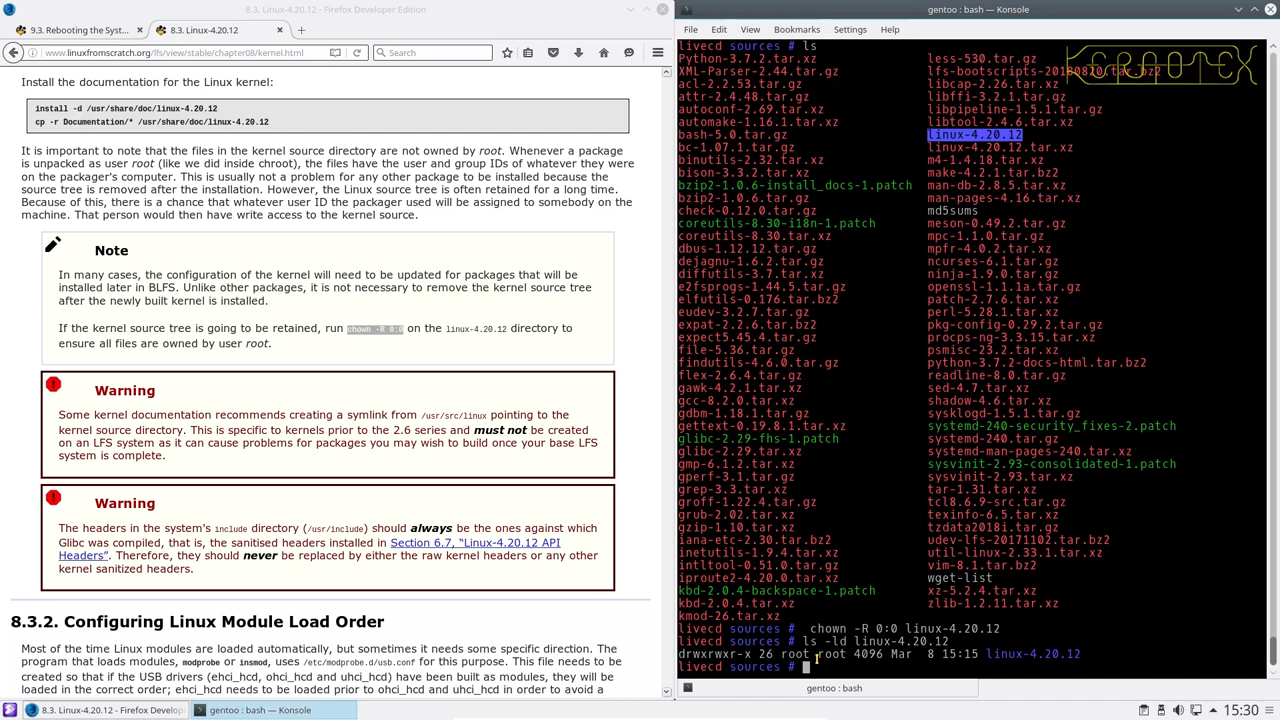 8.3. Linux-4.20.12 - Firefox Developer Edition
9.3. Rebooting the Syst…
8.3. Linux-4.20.12
www.linuxfromscratch.org/lfs/view/stable/chapter08/kernel.html
Search
Install the documentation for the Linux kernel:
install -d /usr/share/doc/linux-4.20.12
cp -r Documentation/* /usr/share/doc/linux-4.20.12
It is important to note that the files in the kernel source directory are not owned by root. Whenever a package
is unpacked as user root (like we did inside chroot), the files have the user and group IDs of whatever they were
on the packager's computer. This is usually not a problem for any other package to be installed because the
source tree is removed after the installation. However, the Linux source tree is often retained for a long time.
Because of this, there is a chance that whatever user ID the packager used will be assigned to somebody on the
machine. That person would then have write access to the kernel source.
Note
In many cases, the configuration of the kernel will need to be updated for packages that will be
installed later in BLFS. Unlike other packages, it is not necessary to remove the kernel source tree
after the newly built kernel is installed.
If the kernel source tree is going to be retained, run chown -R 0:0 on the linux-4.20.12 directory to
ensure all files are owned by user root.
Warning
Some kernel documentation recommends creating a symlink from /usr/src/linux pointing to the
kernel source directory. This is specific to kernels prior to the 2.6 series and must not be created
on an LFS system as it can cause problems for packages you may wish to build once your base LFS
system is complete.
Warning
The headers in the system's include directory (/usr/include) should always be the ones against which
Glibc was compiled, that is, the sanitised headers installed in Section 6.7, “Linux-4.20.12 API
Headers”. Therefore, they should never be replaced by either the raw kernel headers or any other
kernel sanitized headers.
8.3.2. Configuring Linux Module Load Order
Most of the time Linux modules are loaded automatically, but sometimes it needs some specific direction. The
program that loads modules, modprobe or insmod, uses /etc/modprobe.d/usb.conf for this purpose. This file needs to be
created so that if the USB drivers (ehci_hcd, ohci_hcd and uhci_hcd) have been built as modules, they will be
loaded in the correct order; ehci_hcd needs to be loaded prior to ohci_hcd and uhci_hcd in order to avoid a
gentoo : bash — Konsole
File Edit View Bookmarks Settings Help
KERNOTEX
livecd sources # ls
Python-3.7.2.tar.xz less-530.tar.gz
XML-Parser-2.44.tar.gz lfs-bootscripts-20180820.tar.bz2
acl-2.2.53.tar.gz libcap-2.26.tar.xz
attr-2.4.48.tar.gz libffi-3.2.1.tar.gz
autoconf-2.69.tar.xz libpipeline-1.5.1.tar.gz
automake-1.16.1.tar.xz libtool-2.4.6.tar.xz
bash-5.0.tar.gz linux-4.20.12
bc-1.07.1.tar.gz linux-4.20.12.tar.xz
binutils-2.32.tar.xz m4-1.4.18.tar.xz
bison-3.3.2.tar.xz make-4.2.1.tar.bz2
bzip2-1.0.6-install_docs-1.patch man-db-2.8.5.tar.xz
bzip2-1.0.6.tar.gz man-pages-4.16.tar.xz
check-0.12.0.tar.gz md5sums
coreutils-8.30-i18n-1.patch meson-0.49.2.tar.gz
coreutils-8.30.tar.xz mpc-1.1.0.tar.gz
dbus-1.12.12.tar.gz mpfr-4.0.2.tar.xz
dejagnu-1.6.2.tar.gz ncurses-6.1.tar.gz
diffutils-3.7.tar.xz ninja-1.9.0.tar.gz
e2fsprogs-1.44.5.tar.gz openssl-1.1.1a.tar.gz
elfutils-0.176.tar.bz2 patch-2.7.6.tar.xz
eudev-3.2.7.tar.gz perl-5.28.1.tar.xz
expat-2.2.6.tar.bz2 pkg-config-0.29.2.tar.gz
expect5.45.4.tar.gz procps-ng-3.3.15.tar.xz
file-5.36.tar.gz psmisc-23.2.tar.xz
findutils-4.6.0.tar.gz python-3.7.2-docs-html.tar.bz2
flex-2.6.4.tar.gz readline-8.0.tar.gz
gawk-4.2.1.tar.xz sed-4.7.tar.xz
gcc-8.2.0.tar.xz shadow-4.6.tar.xz
gdbm-1.18.1.tar.gz sysklogd-1.5.1.tar.gz
gettext-0.19.8.1.tar.xz systemd-240-security_fixes-2.patch
glibc-2.29-fhs-1.patch systemd-240.tar.gz
glibc-2.29.tar.xz systemd-man-pages-240.tar.xz
gmp-6.1.2.tar.xz sysvinit-2.93-consolidated-1.patch
gperf-3.1.tar.gz sysvinit-2.93.tar.xz
grep-3.3.tar.xz tar-1.31.tar.xz
groff-1.22.4.tar.gz tcl8.6.9-src.tar.gz
grub-2.02.tar.xz texinfo-6.5.tar.xz
gzip-1.10.tar.xz tzdata2018i.tar.gz
iana-etc-2.30.tar.bz2 udev-lfs-20171102.tar.bz2
inetutils-1.9.4.tar.xz util-linux-2.33.1.tar.xz
intltool-0.51.0.tar.gz vim-8.1.tar.bz2
iproute2-4.20.0.tar.xz wget-list
kbd-2.0.4-backspace-1.patch xz-5.2.4.tar.xz
kbd-2.0.4.tar.xz zlib-1.2.11.tar.xz
kmod-26.tar.xz
livecd sources #  chown -R 0:0 linux-4.20.12
livecd sources # ls -ld linux-4.20.12
drwxrwxr-x 26 root root 4096 Mar  8 15:15 linux-4.20.12
livecd sources #
gentoo : bash
8.3. Linux-4.20.12 - Firefox Develop…
gentoo : bash — Konsole
15:30